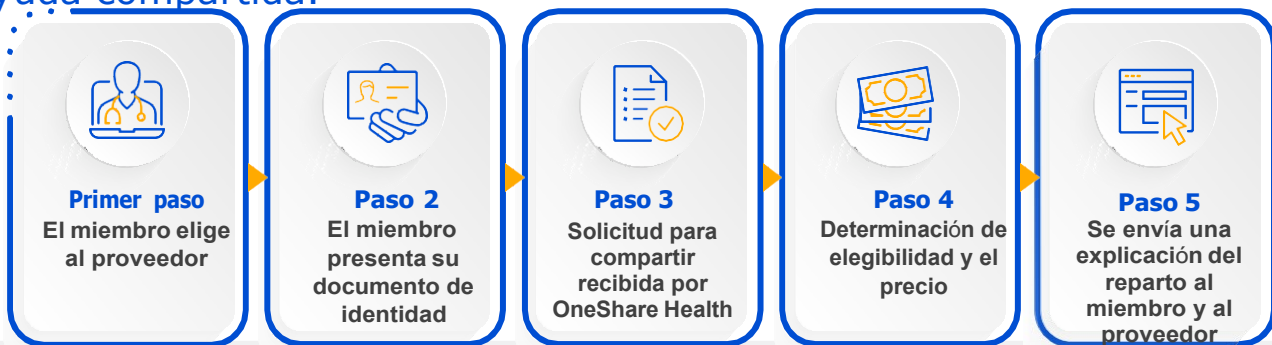 compartida.
Primer paso
El miembro elige
al proveedor
Paso 2
El miembro
presenta su
documento de
identidad
Paso 3
Solicitud para
compartir
recibida por
OneShare Health
Paso 4
Determinación de
elegibilidad y el
precio
Paso 5
Se envía una
explicación del
reparto al
miembro y al
proveedor